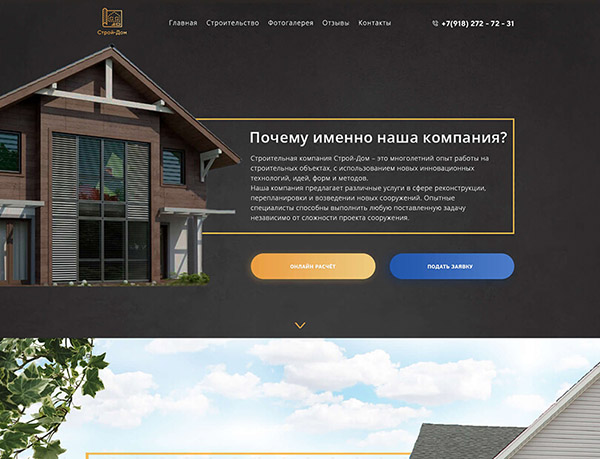 Строй-Дом
Главная Строительство Фотогалерея Отзывы Контакты
+7(918) 272 - 72 - 31
Почему именно наша компания?
Строительная компания Строй-Дом – это многолетний опыт работы на
строительных объектах, с использованием новых инновационных
технологий, идей, форм и методов.
Наша компания предлагает различные услуги в сфере реконструкции,
перепланировки и возведении новых сооружений. Опытные
специалисты способны выполнить любую поставленную задачу
независимо от сложности проекта сооружения.
ОНЛАЙН РАСЧЁТ
ПОДАТЬ ЗАЯВКУ